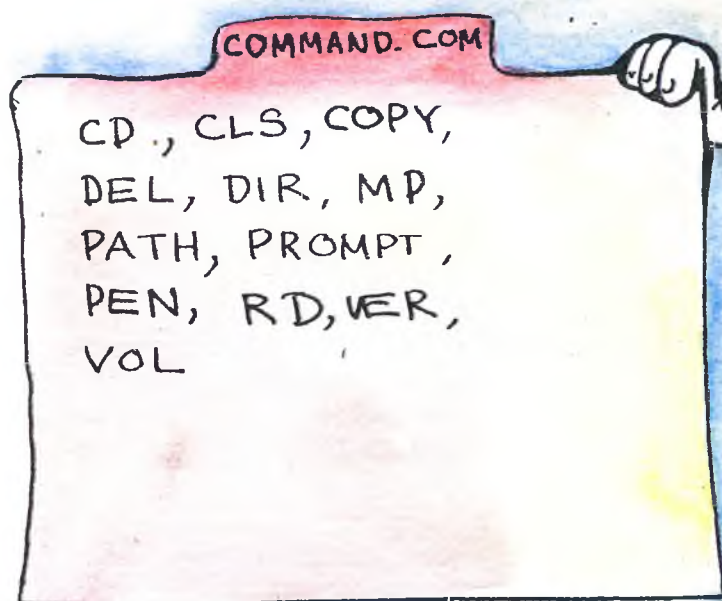 COMMAND.COM
CD., CLS, COPY,
DEL, DIR, MD,
PATH, PROMPT,
PEN, RD, VER,
VOL